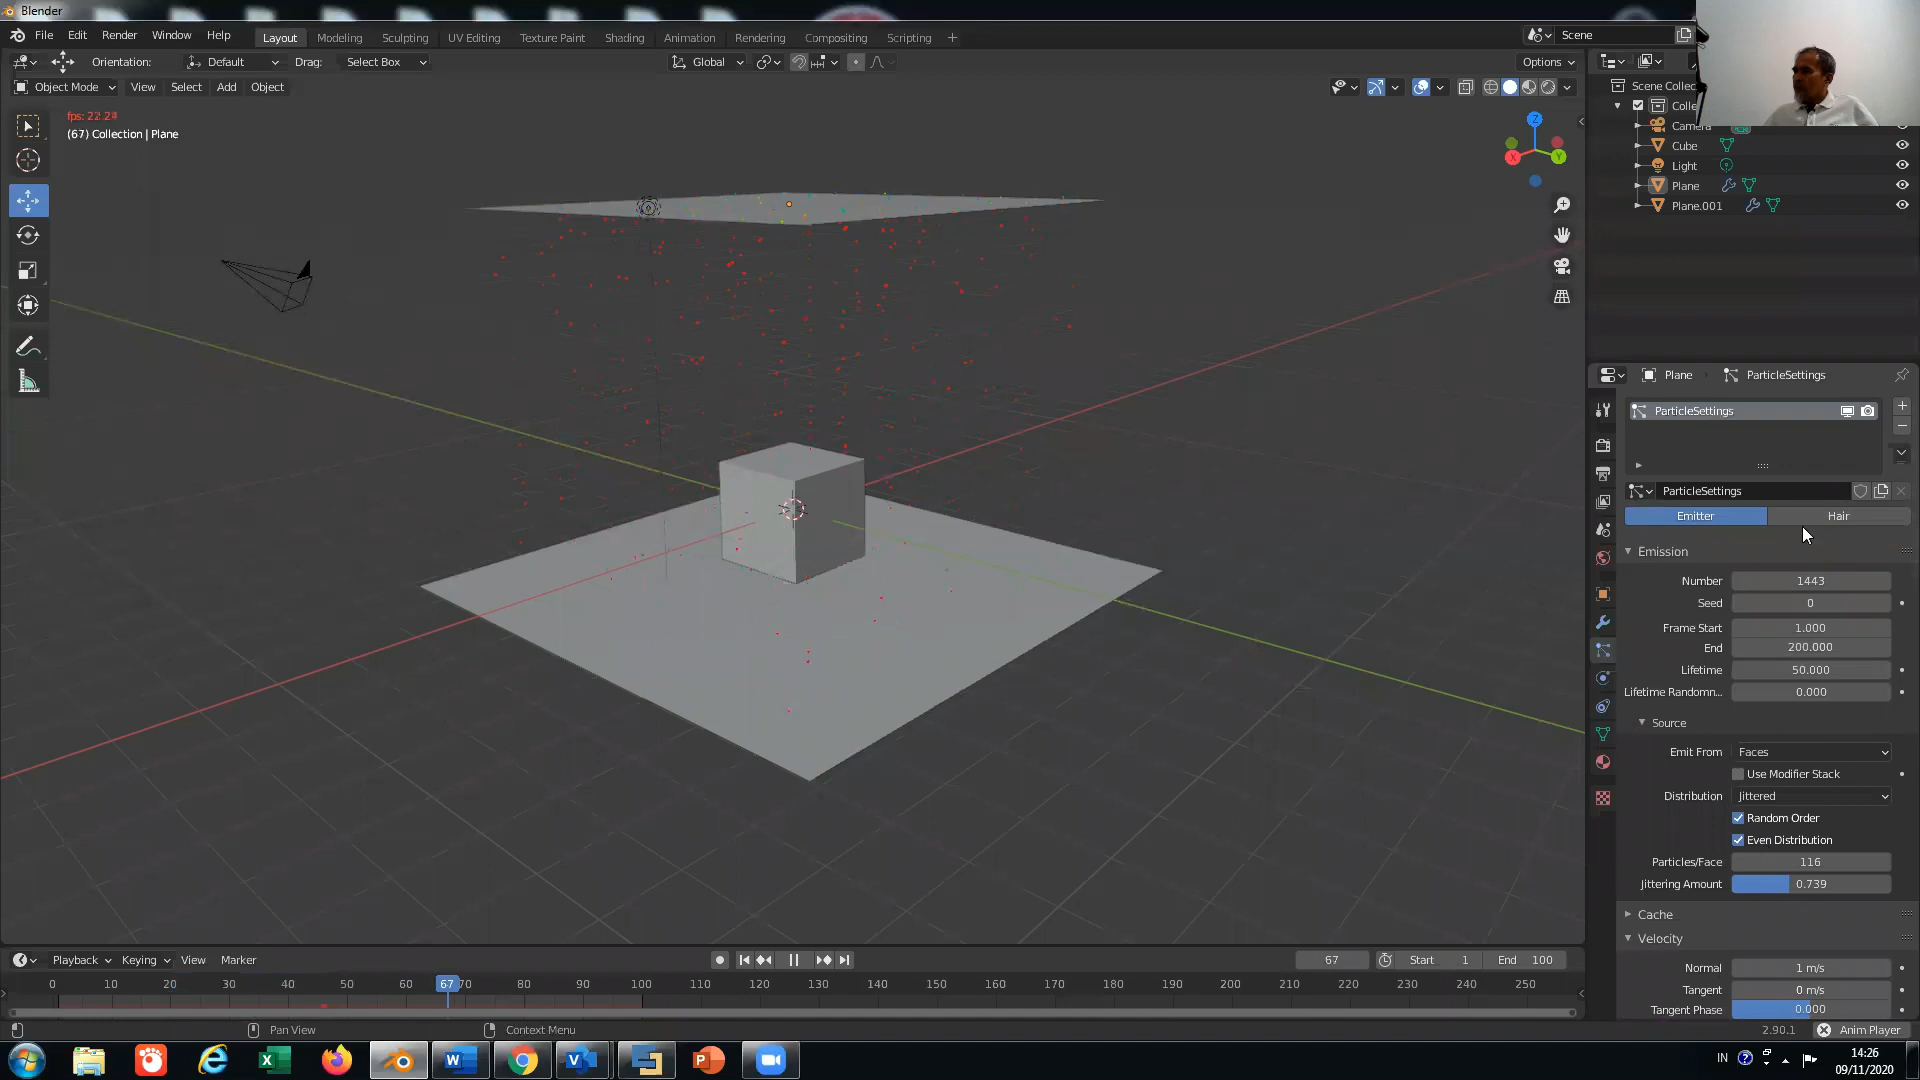 Blender
File Edit Render Window Help
Layout Modeling Sculpting UV Editing Texture Paint Shading Animation Rendering Compositing Scripting
Scene
Orientation: Default Drag: Select Box
Global
Options
Object Mode View Select Add Object
fps: 22.24
(67) Collection | Plane
Z
X
Y
Scene Collec
Colle
Camera
Cube
Light
Plane
Plane.001
Plane ParticleSettings
ParticleSettings
ParticleSettings
Emitter Hair
Emission
Number 1443
Seed 0
Frame Start 1.000
End 200.000
Lifetime 50.000
Lifetime Randomn... 0.000
Source
Emit From Faces
Use Modifier Stack
Distribution Jittered
Random Order
Even Distribution
Particles/Face 116
Jittering Amount 0.739
Cache
Velocity
Normal 1 m/s
Tangent 0 m/s
Tangent Phase 0.000
Playback Keying View Marker
67 Start 1 End 100
0 10 20 30 40 50 60 67 70 80 90 100 110 120 130 140 150 160 170 180 190 200 210 220 230 240 250
Pan View Context Menu
2.90.1 Anim Player
IN
14:26
09/11/2020